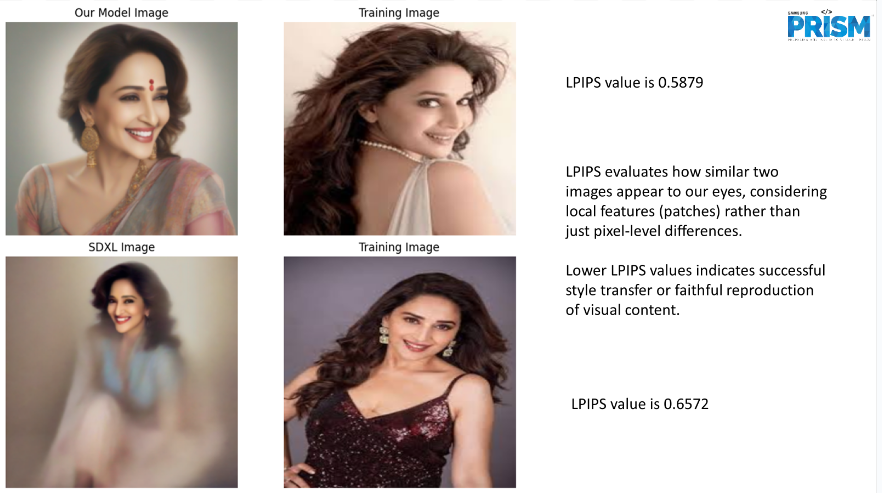 Our Model Image
Training Image
SAMSUNG </>
PRISM
LPIPS value is 0.5879
LPIPS evaluates how similar two
images appear to our eyes, considering
local features (patches) rather than
just pixel-level differences.
SDXL Image
Training Image
Lower LPIPS values indicates successful
style transfer or faithful reproduction
of visual content.
LPIPS value is 0.6572